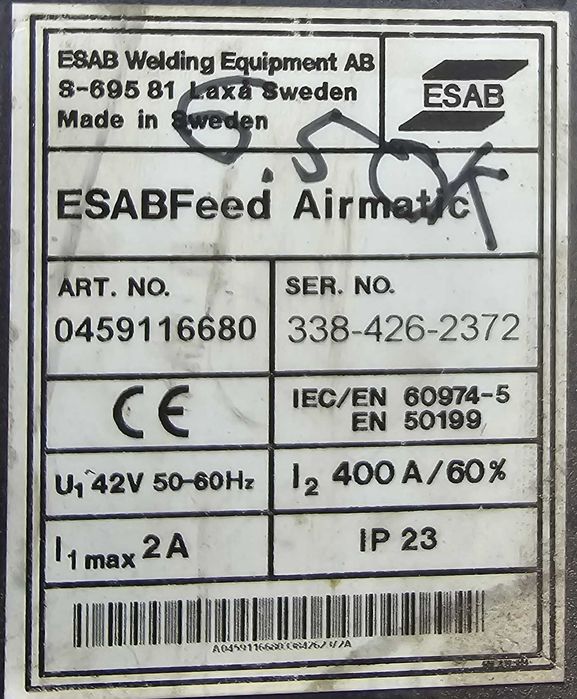 ESAB Welding Equipment AB
S-695 81 Laxå Sweden
Made in Sweden
ESAB
ESABFeed Airmatic
ART. NO.
0459116680
SER. NO.
338-426-2372
CE
IEC/EN 60974-5
EN 50199
U1 42V 50-60Hz
I2 400 A/60%
I1 max 2 A
IP 23